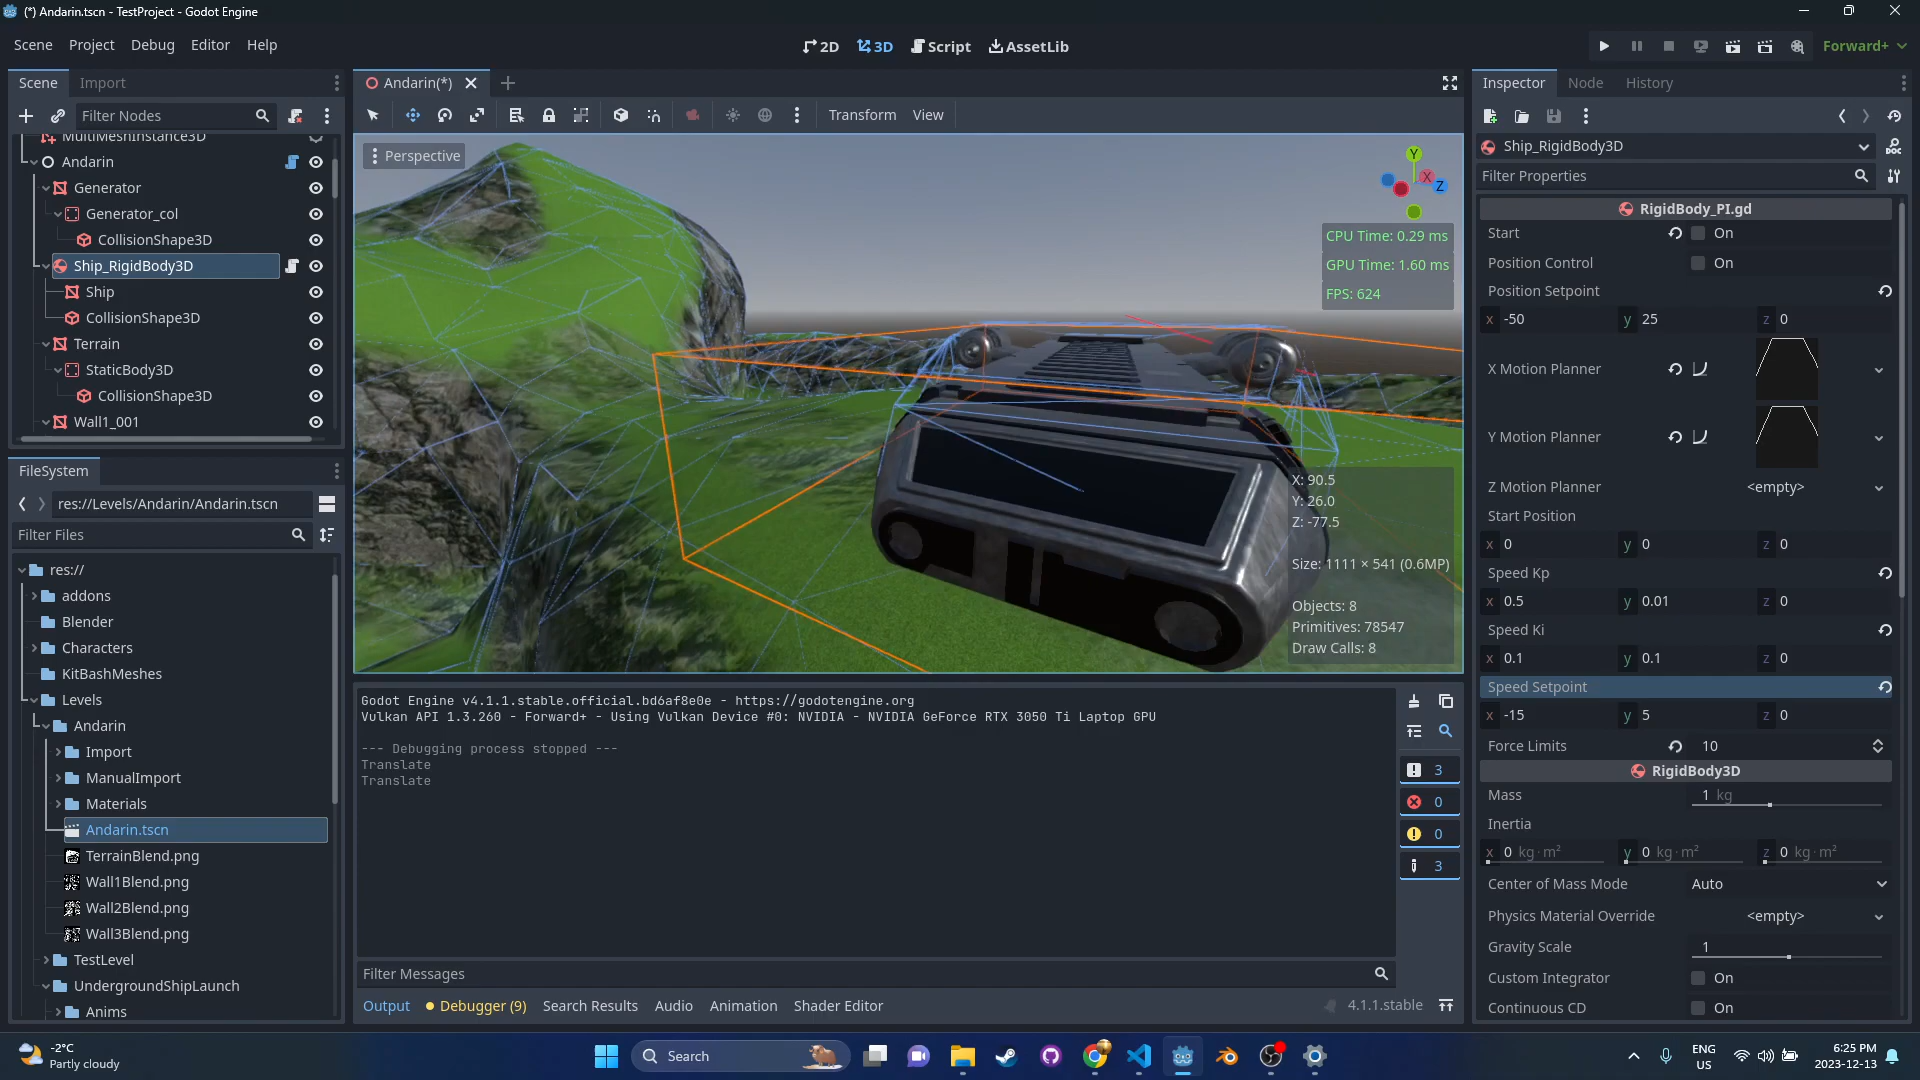 (*) Andarin.tscn - TestProject - Godot Engine
Scene Project Debug Editor Help
2D 3D Script AssetLib
Forward+
Scene Import
Filter Nodes
MultiMeshInstance3D
Andarin
Generator
Generator_col
CollisionShape3D
Ship_RigidBody3D
Ship
CollisionShape3D
Terrain
StaticBody3D
CollisionShape3D
Wall1_001
FileSystem
res://Levels/Andarin/Andarin.tscn
Filter Files
res://
addons
Blender
Characters
KitBashMeshes
Levels
Andarin
Import
ManualImport
Materials
Andarin.tscn
TerrainBlend.png
Wall1Blend.png
Wall2Blend.png
Wall3Blend.png
TestLevel
UndergroundShipLaunch
Anims
Andarin(*)
Transform View
Perspective
Y
X
Z
CPU Time: 0.29 ms
GPU Time: 1.60 ms
FPS: 624
X: 90.5
Y: 26.0
Z: -77.5
Size: 1111 × 541 (0.6MP)
Objects: 8
Primitives: 78547
Draw Calls: 8
Godot Engine v4.1.1.stable.official.bd6af8e0e - https://godotengine.org
Vulkan API 1.3.260 - Forward+ - Using Vulkan Device #0: NVIDIA - NVIDIA GeForce RTX 3050 Ti Laptop GPU
--- Debugging process stopped ---
Translate
Translate
3
0
0
3
Filter Messages
Output Debugger (9) Search Results Audio Animation Shader Editor
4.1.1.stable
Inspector Node History
Ship_RigidBody3D
DOC
Filter Properties
RigidBody_PI.gd
Start On
Position Control On
Position Setpoint
x -50 y 25 z 0
X Motion Planner
Y Motion Planner
Z Motion Planner <empty>
Start Position
x 0 y 0 z 0
Speed Kp
x 0.5 y 0.01 z 0
Speed Ki
x 0.1 y 0.1 z 0
Speed Setpoint
x -15 y 5 z 0
Force Limits 10
RigidBody3D
Mass 1 kg
Inertia
x 0 kg·m² y 0 kg·m² z 0 kg·m²
Center of Mass Mode Auto
Physics Material Override <empty>
Gravity Scale 1
Custom Integrator On
Continuous CD On
-2°C
Partly cloudy
Search
ENG
US
6:25 PM
2023-12-13